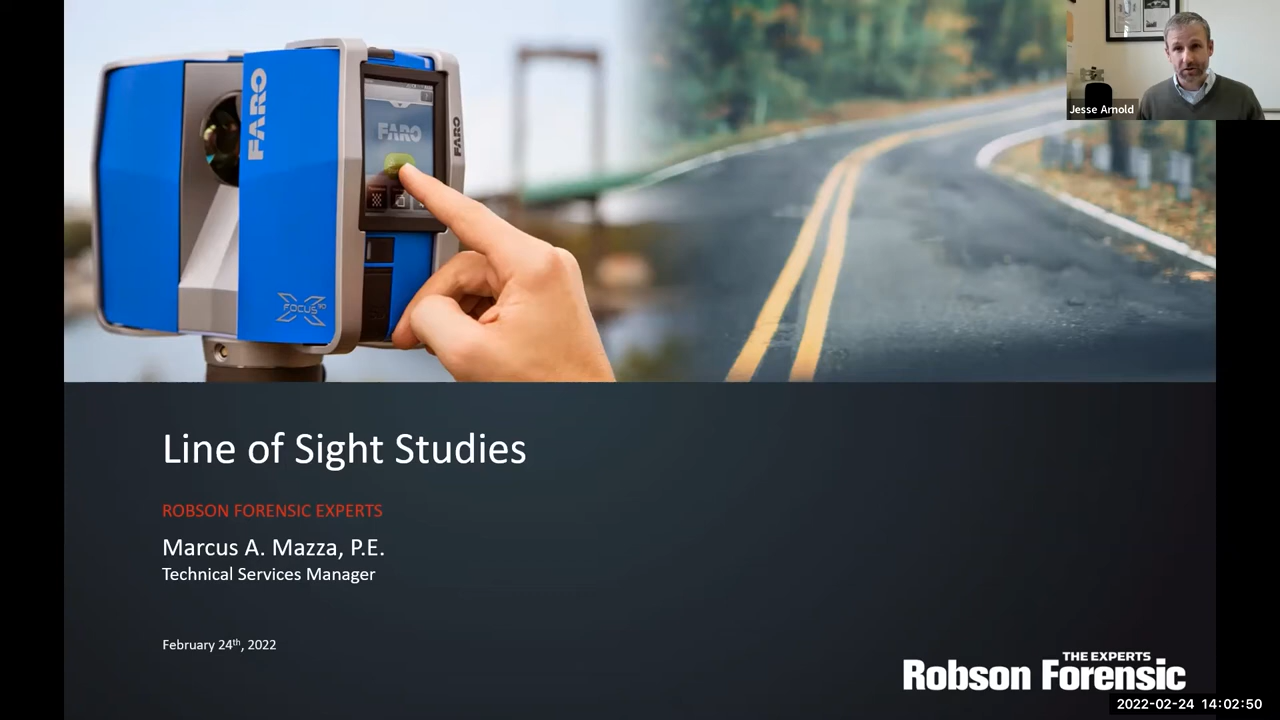 FARO
FARO
FARO
FOCUS
Jesse Arnold
Line of Sight Studies
ROBSON FORENSIC EXPERTS
Marcus A. Mazza, P.E.
Technical Services Manager
February 24th, 2022
THE EXPERTS
Robson Forensic
2022-02-24 14:02:50